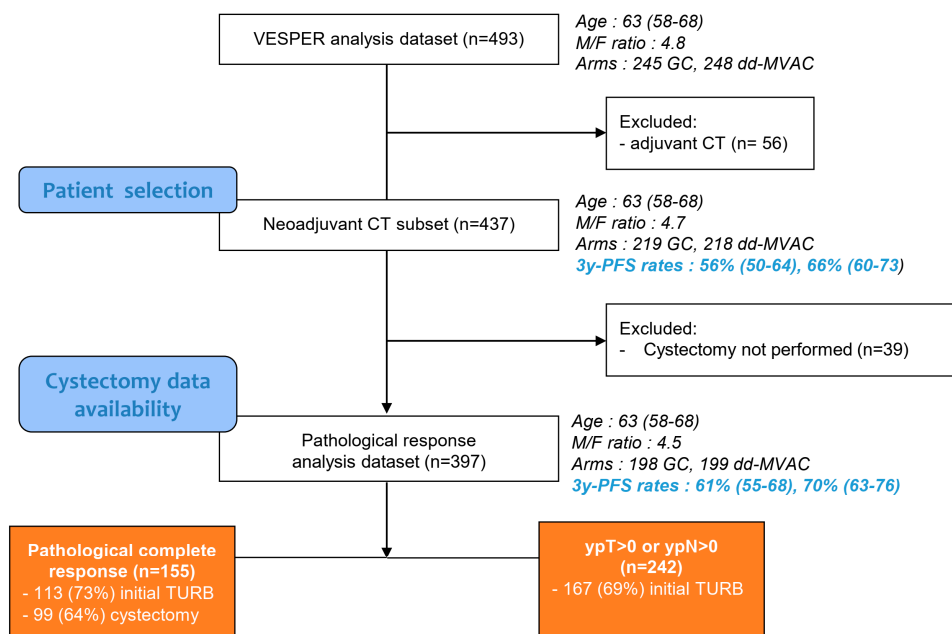 VESPER analysis dataset (n=493)
Age : 63 (58-68)
M/F ratio : 4.8
Arms : 245 GC, 248 dd-MVAC
Excluded:
- adjuvant CT (n= 56)
Patient selection
Neoadjuvant CT subset (n=437)
Age : 63 (58-68)
M/F ratio : 4.7
Arms : 219 GC, 218 dd-MVAC
3y-PFS rates : 56% (50-64), 66% (60-73)
Excluded:
- Cystectomy not performed (n=39)
Cystectomy data
availability
Pathological response
analysis dataset (n=397)
Age : 63 (58-68)
M/F ratio : 4.5
Arms : 198 GC, 199 dd-MVAC
3y-PFS rates : 61% (55-68), 70% (63-76)
Pathological complete
response (n=155)
- 113 (73%) initial TURB
- 99 (64%) cystectomy
ypT>0 or ypN>0
(n=242)
- 167 (69%) initial TURB